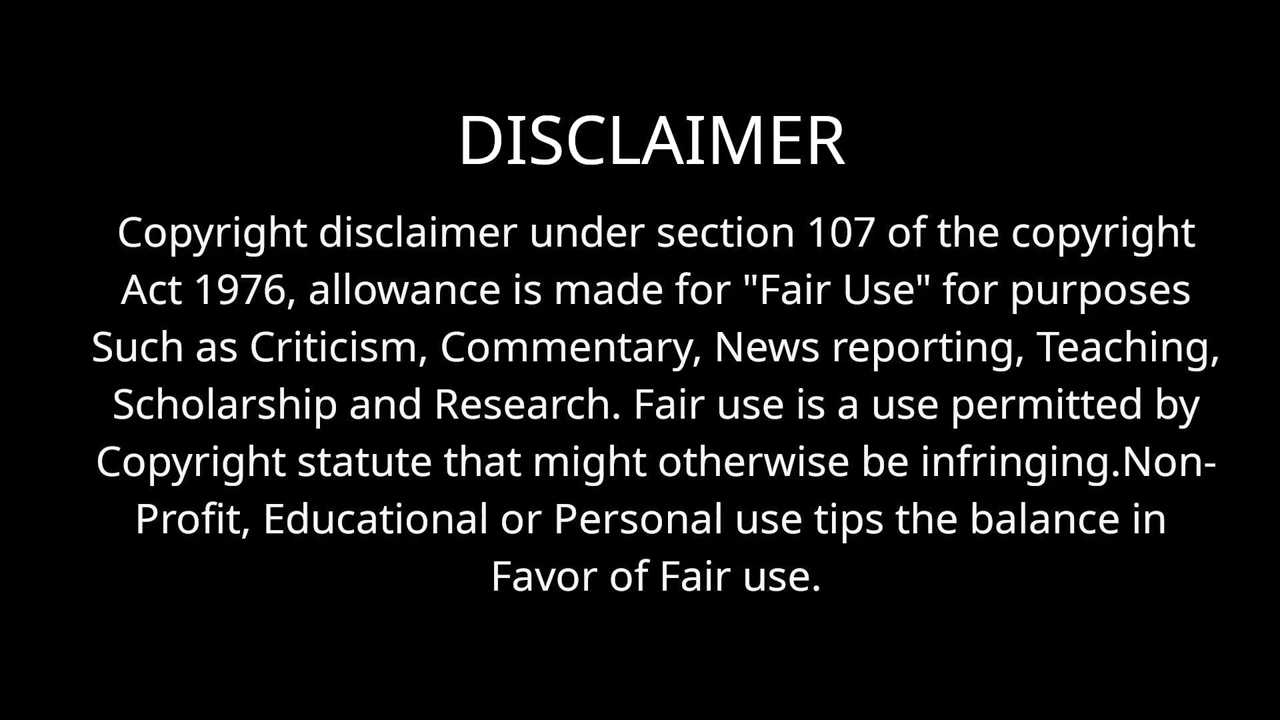 DISCLAIMER
Copyright disclaimer under section 107 of the copyright
Act 1976, allowance is made for "Fair Use" for purposes
Such as Criticism, Commentary, News reporting, Teaching,
Scholarship and Research. Fair use is a use permitted by
Copyright statute that might otherwise be infringing.Non-
Profit, Educational or Personal use tips the balance in
Favor of Fair use.